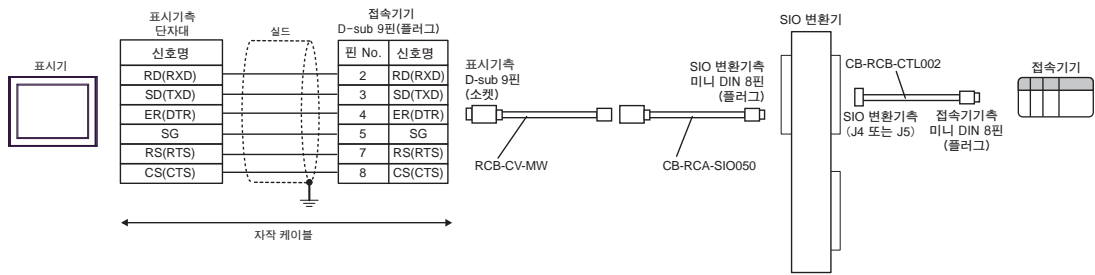 표시기
표시기측
단자대
신호명
RD(RXD)
SD(TXD)
ER(DTR)
SG
RS(RTS)
CS(CTS)
실드
접속기기
D-sub 9핀(플러그)
핀 No. 신호명
2 RD(RXD)
3 SD(TXD)
4 ER(DTR)
5 SG
7 RS(RTS)
8 CS(CTS)
자작 케이블
표시기측
D-sub 9핀
(소켓)
RCB-CV-MW
SIO 변환기측
미니 DIN 8핀
(플러그)
CB-RCA-SIO050
SIO 변환기
CB-RCB-CTL002
SIO 변환기측
(J4 또는 J5)
접속기기측
미니 DIN 8핀
(플러그)
접속기기